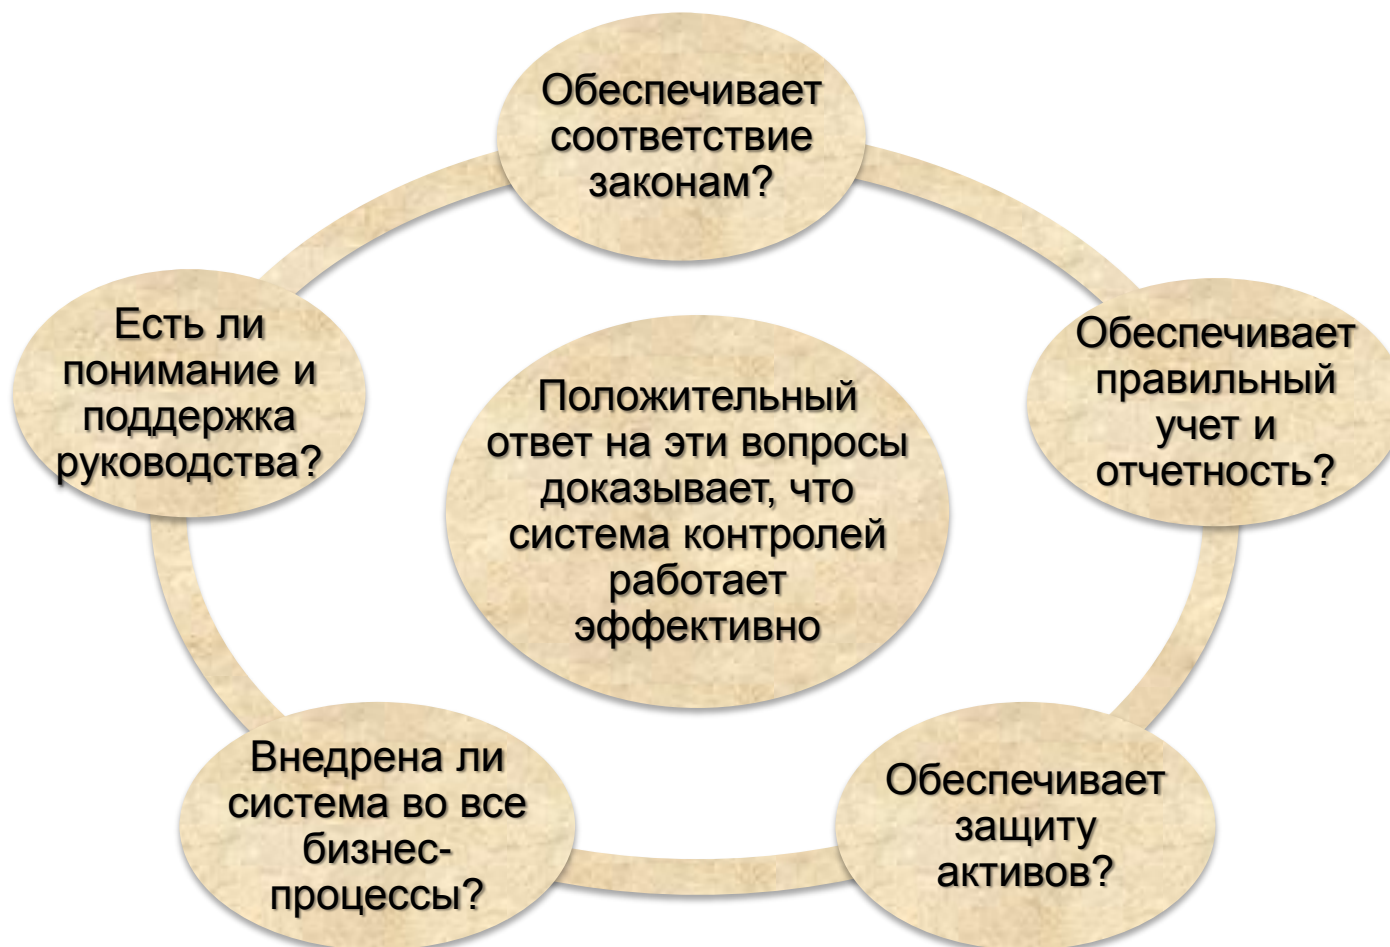 Обеспечивает
соответствие
законам?
Есть ли
понимание и
поддержка
руководства?
Обеспечивает
правильный
учет и
отчетность?
Положительный
ответ на эти вопросы
доказывает, что
система контролей
работает
эффективно
Внедрена ли
система во все
бизнес-
процессы?
Обеспечивает
защиту
активов?